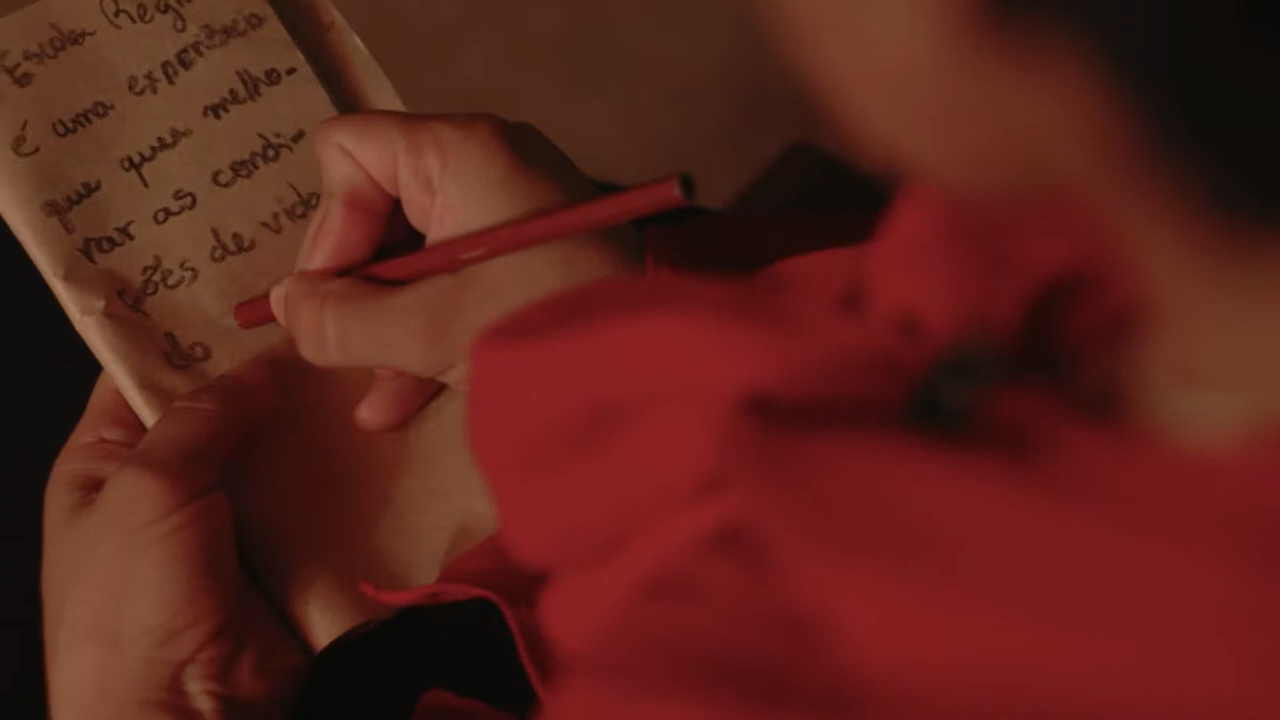 Escola Regi
é uma experiência
que quer melho-
rar as condi-
ções de vida
do